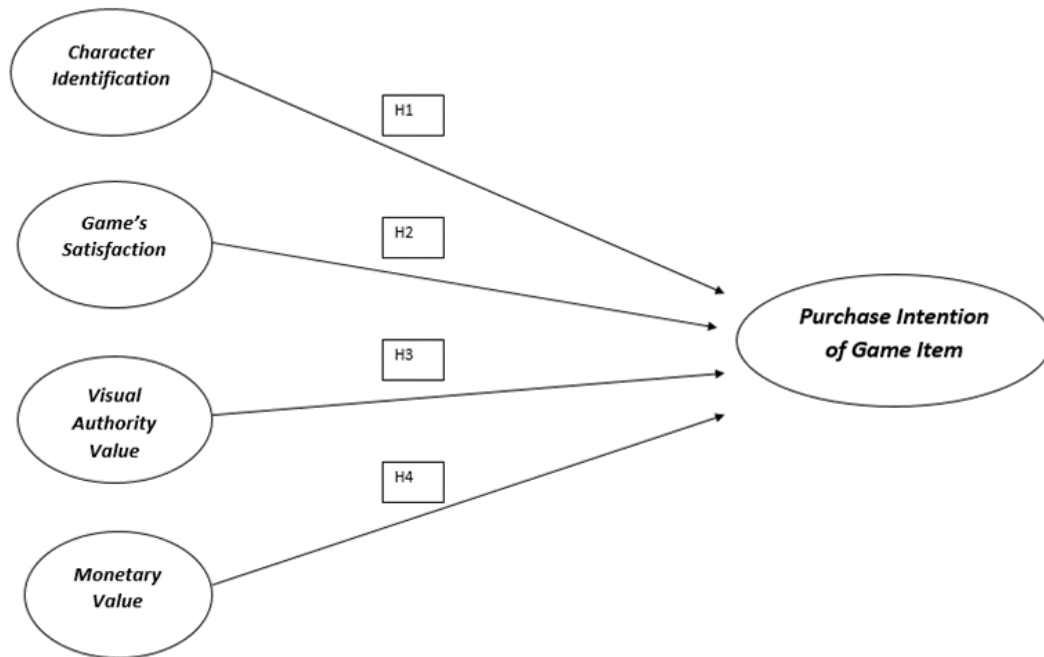 Character
Identification
H1
Game's
Satisfaction
H2
Purchase Intention
of Game Item
H3
Visual
Authority
Value
H4
Monetary
Value